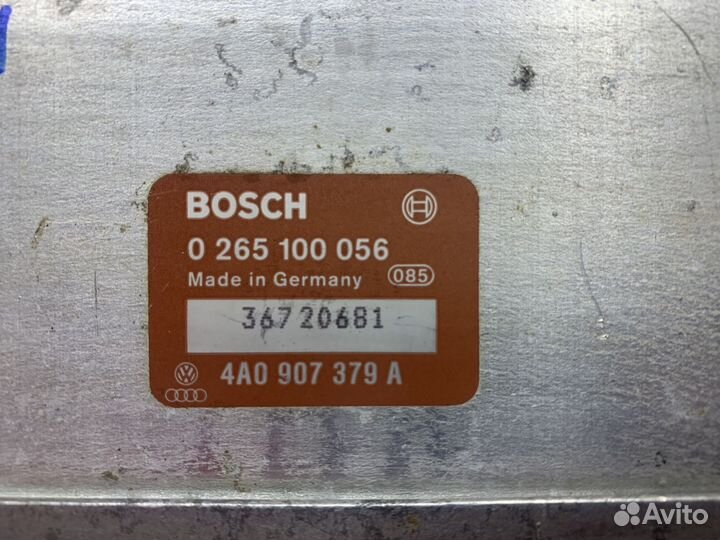 BOSCH
0 265 100 056
Made in Germany 085
36720681
4A0 907 379 A
Avito